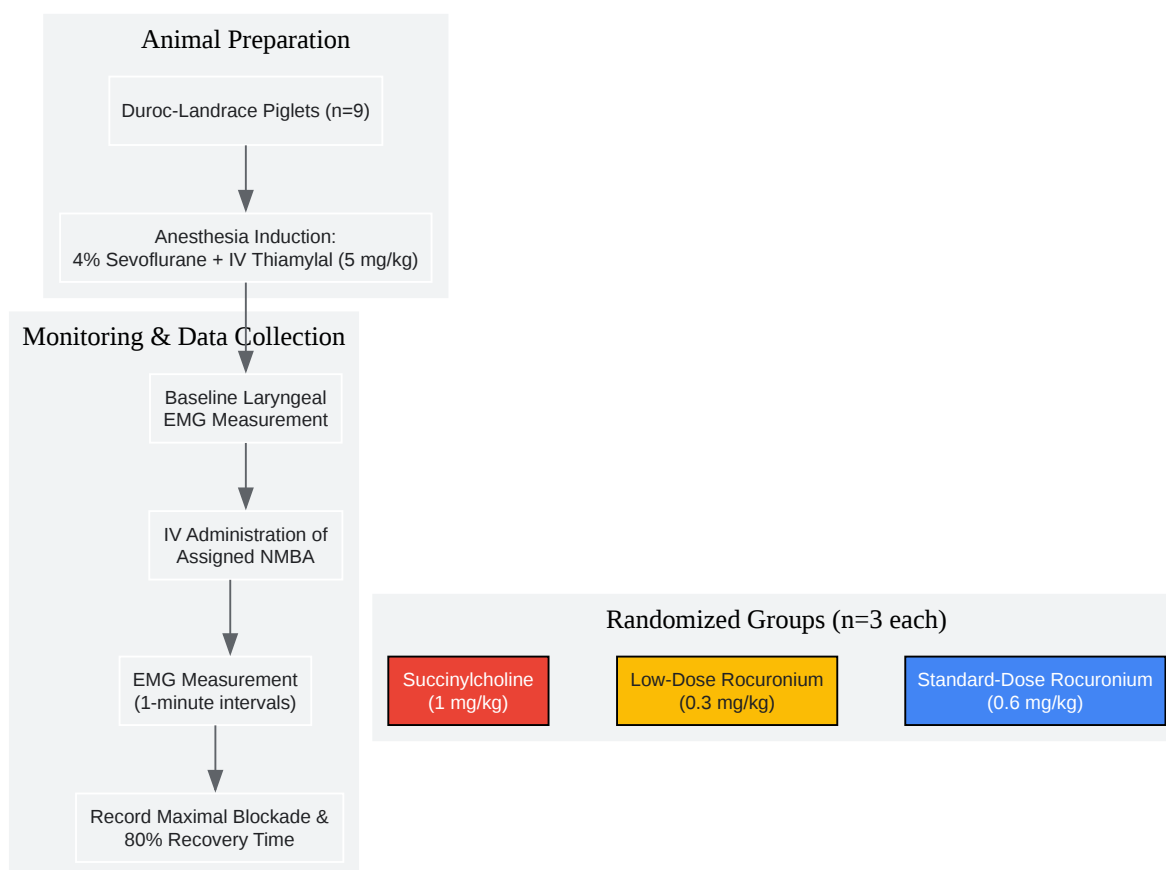 Animal Preparation
Duroc-Landrace Piglets (n=9)
Anesthesia Induction:
4% Sevoflurane + IV Thiamylal (5 mg/kg)
Monitoring & Data Collection
Baseline Laryngeal
EMG Measurement
IV Administration of
Assigned NMBA
EMG Measurement
(1-minute intervals)
Record Maximal Blockade &
80% Recovery Time
Randomized Groups (n=3 each)
Succinylcholine
(1 mg/kg)
Low-Dose Rocuronium
(0.3 mg/kg)
Standard-Dose Rocuronium
(0.6 mg/kg)